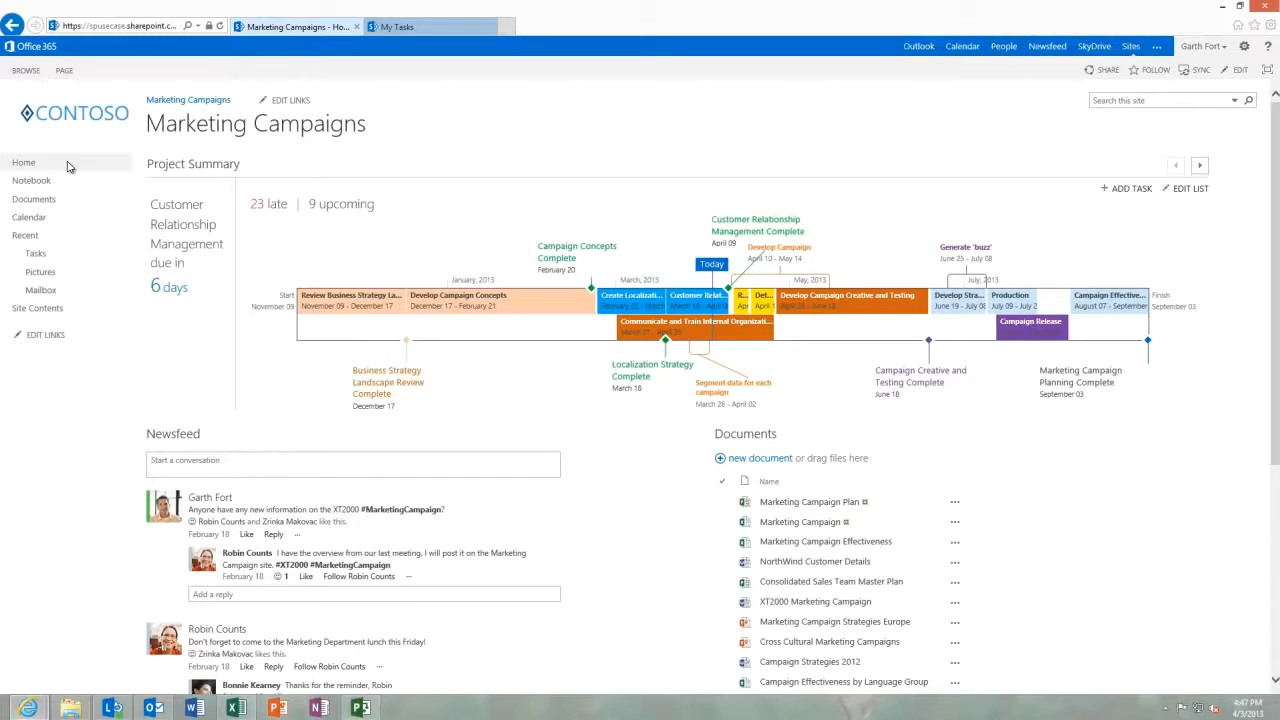 https://spusecase.sharepoint.c...
Marketing Campaigns - Ho...
My Tasks
Office 365
Outlook
Calendar
People
Newsfeed
SkyDrive
Sites
...
Garth Fort
?
BROWSE
PAGE
SHARE
FOLLOW
SYNC
EDIT
CONTOSO
Marketing Campaigns
EDIT LINKS
Search this site
Marketing Campaigns
Home
Notebook
Documents
Calendar
Recent
Tasks
Pictures
Mailbox
Site Contents
EDIT LINKS
Project Summary
+ ADD TASK
EDIT LIST
Customer
Relationship
Management
due in
6 days
23 late | 9 upcoming
Customer Relationship
Management Complete
April 09
Campaign Concepts
Complete
February 20
Develop Campaign
April 10 - May 14
Generate 'buzz'
June 25 - July 08
Today
January, 2013
March, 2013
May, 2013
July, 2013
Start
November 09
Review Business Strategy La...
November 09 - December 17
Develop Campaign Concepts
December 17 - February 21
Create Localizati...
Customer Relat...
R...
Det...
Develop Campaign Creative and Testing
Develop Stra...
June 19 - July 08
Production
July 09 - July 2
Campaign Effective...
August 07 - September
Finish
September 03
Communicate and Train Internal Organizatio...
Campaign Release
Business Strategy
Landscape Review
Complete
December 17
Localization Strategy
Complete
March 18
Segment data for each
campaign
March 26 - April 02
Campaign Creative and
Testing Complete
June 18
Marketing Campaign
Planning Complete
September 03
Newsfeed
Start a conversation
Garth Fort
Anyone have any new information on the XT2000 #MarketingCampaign?
Robin Counts and Zrinka Makovac like this.
February 18 Like Reply ...
Robin Counts I have the overview from our last meeting, I will post it on the Marketing
Campaign site. #XT2000 #MarketingCampaign
February 18 1 Like Follow Robin Counts ...
Add a reply
Robin Counts
Don't forget to come to the Marketing Department lunch this Friday!
Zrinka Makovac likes this.
February 18 Like Reply Follow Robin Counts ...
Bonnie Kearney Thanks for the reminder, Robin
Documents
new document or drag files here
Name
Marketing Campaign Plan ...
Marketing Campaign ...
Marketing Campaign Effectiveness ...
NorthWind Customer Details ...
Consolidated Sales Team Master Plan ...
XT2000 Marketing Campaign ...
Marketing Campaign Strategies Europe ...
Cross Cultural Marketing Campaigns ...
Campaign Strategies 2012 ...
Campaign Effectiveness by Language Group ...
4:47 PM
4/3/2013